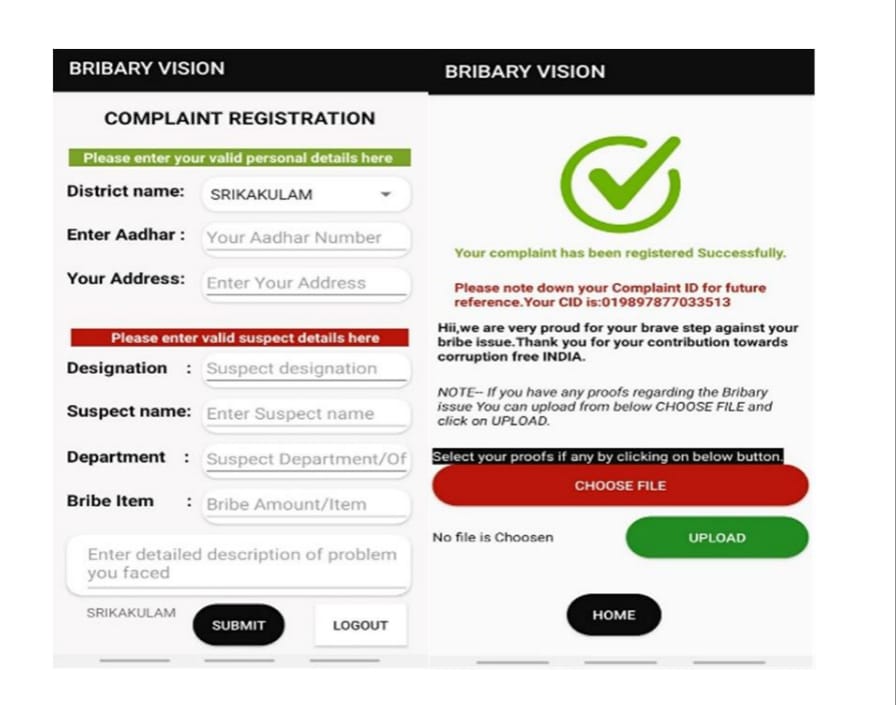 BRIBARY VISION
COMPLAINT REGISTRATION
Please enter your valid personal details here
District name: SRIKAKULAM
Enter Aadhar : Your Aadhar Number
Your Address: Enter Your Address
Please enter valid suspect details here
Designation : Suspect designation
Suspect name: Enter Suspect name
Department : Suspect Department/Of
Bribe Item : Bribe Amount/Item
Enter detailed description of problem
you faced
SRIKAKULAM SUBMIT LOGOUT
BRIBARY VISION
Your complaint has been registered Successfully.
Please note down your Complaint ID for future
reference.Your CID is:019897877033513
Hii,we are very proud for your brave step against your
bribe issue.Thank you for your contribution towards
corruption free INDIA.
NOTE-- If you have any proofs regarding the Bribary
issue You can upload from below CHOOSE FILE and
click on UPLOAD.
Select your proofs if any by clicking on below button.
CHOOSE FILE
No file is Choosen UPLOAD
HOME